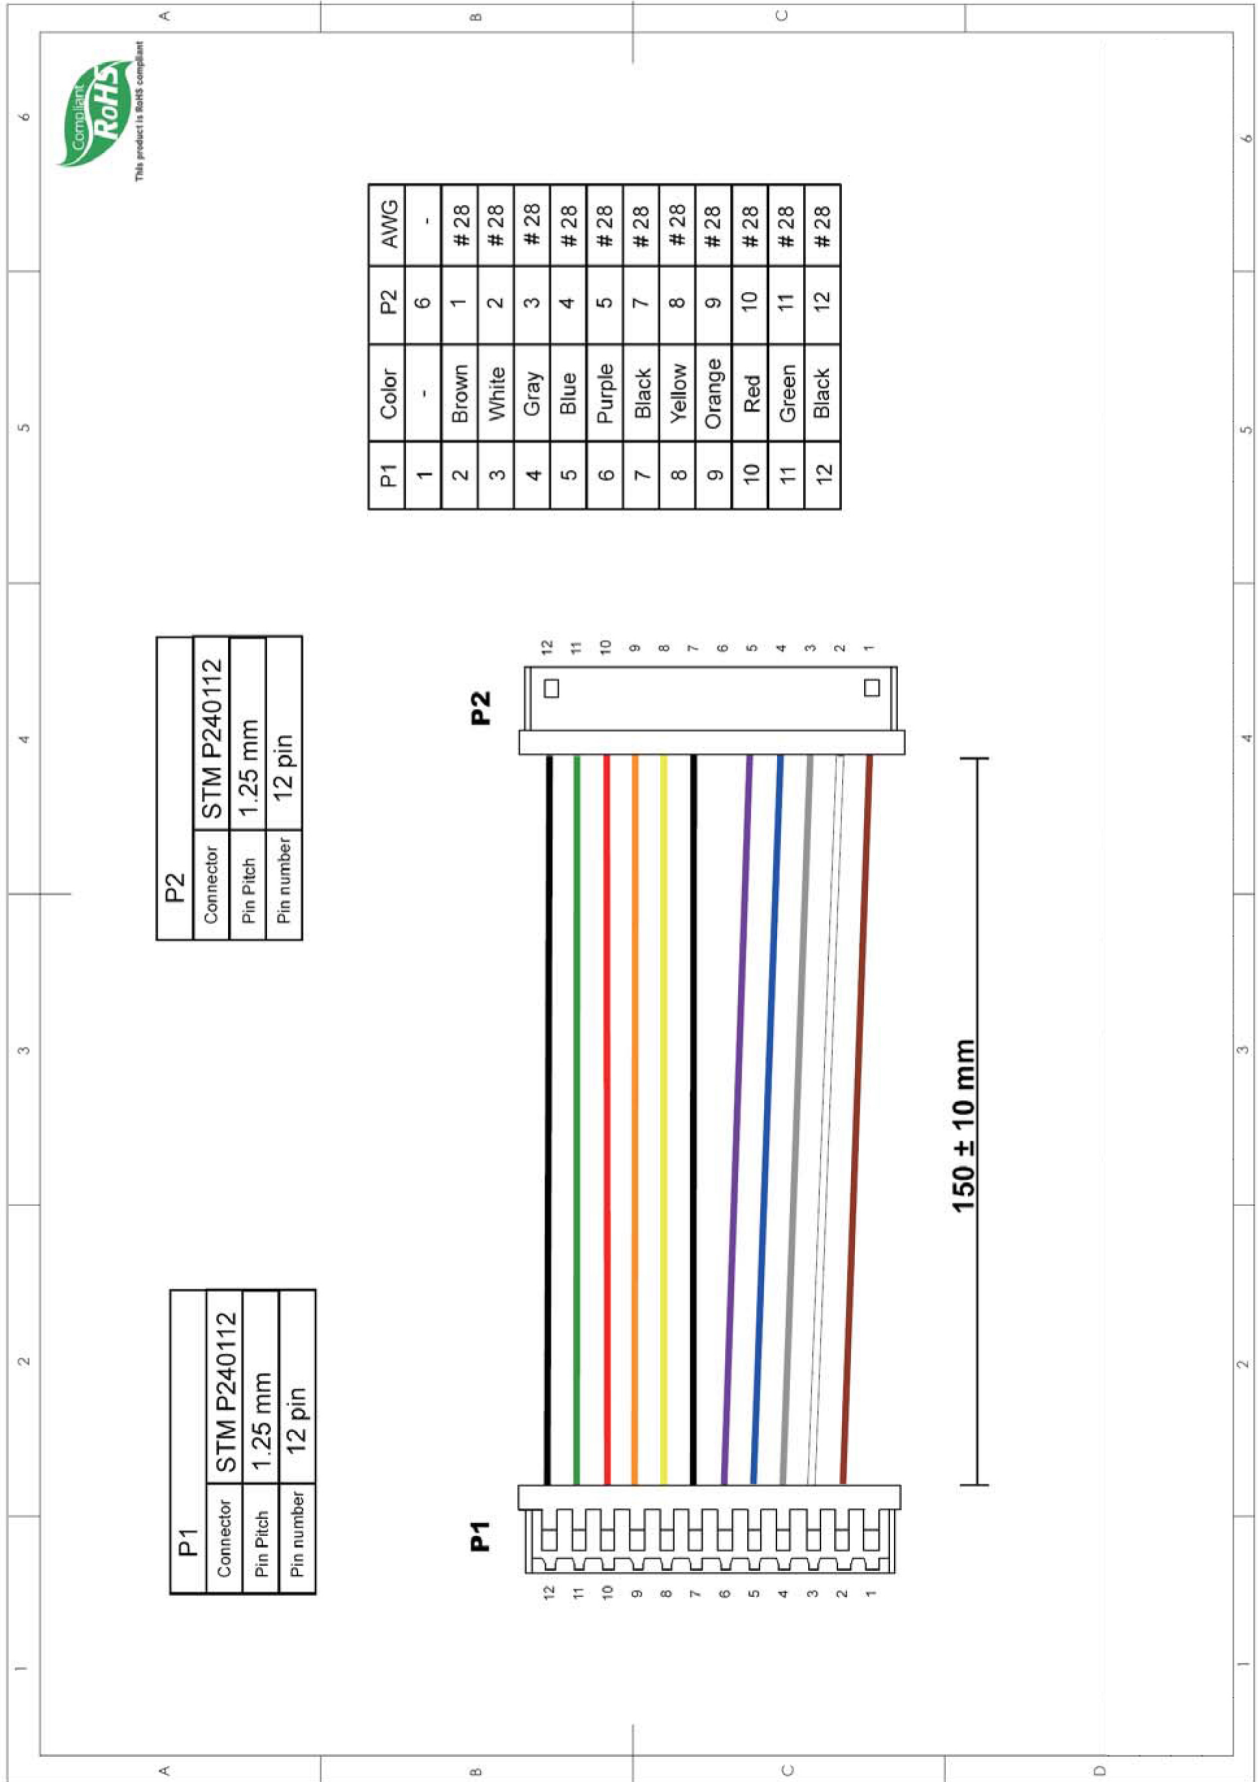 1 2 3 4 5 6
A
B
C
D
A
B
C
Compliant
RoHS
This product is RoHS compliant
P1
Connector STM P240112
Pin Pitch 1.25 mm
Pin number 12 pin
P2
Connector STM P240112
Pin Pitch 1.25 mm
Pin number 12 pin
P1 Color P2 AWG
1 - 6 -
2 Brown 1 # 28
3 White 2 # 28
4 Gray 3 # 28
5 Blue 4 # 28
6 Purple 5 # 28
7 Black 7 # 28
8 Yellow 8 # 28
9 Orange 9 # 28
10 Red 10 # 28
11 Green 11 # 28
12 Black 12 # 28
P1
12
11
10
9
8
7
6
5
4
3
2
1
P2
12
11
10
9
8
7
6
5
4
3
2
1
150 ± 10 mm
1 2 3 4 5 6